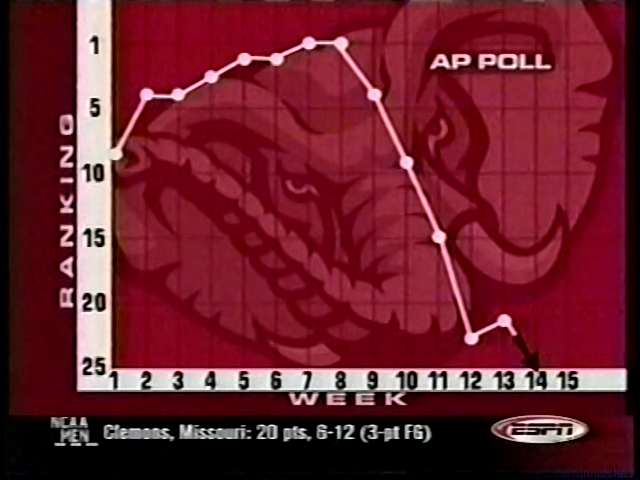 AP POLL
RANKING
1
5
10
15
20
25
1 2 3 4 5 6 7 8 9 10 11 12 13 14 15
WEEK
NCAA
MEN
Clemons, Missouri: 20 pts, 6-12 (3-pt FG)
ESPN